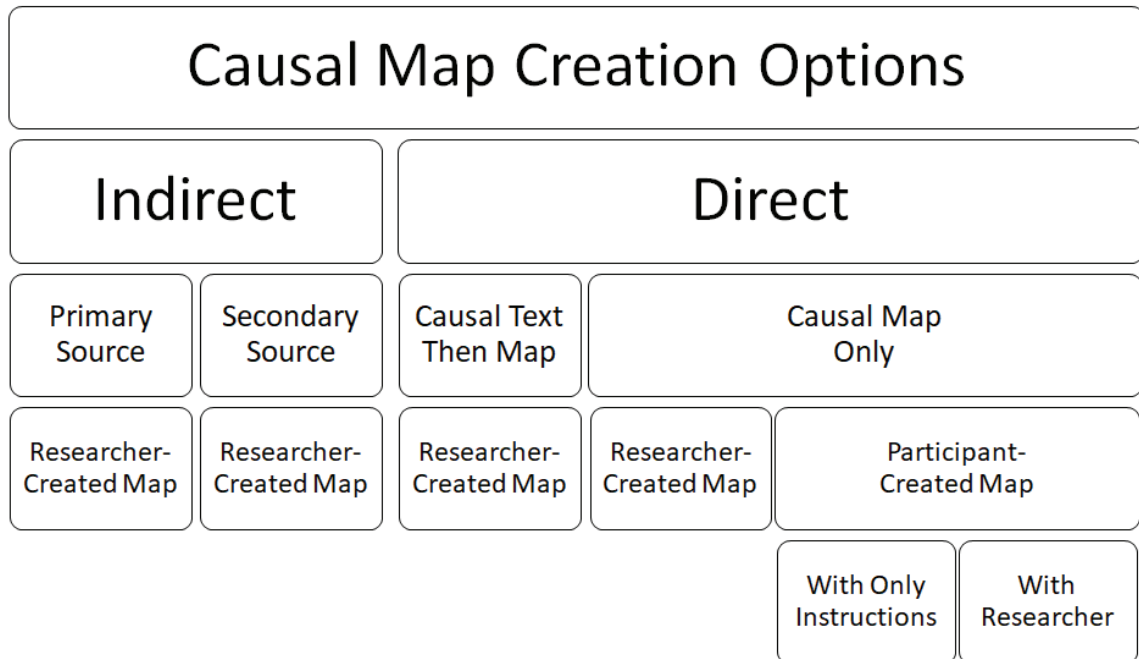 Causal Map Creation Options
Indirect
Direct
Primary
Source
Secondary
Source
Causal Text
Then Map
Causal Map
Only
Researcher-
Created Map
Researcher-
Created Map
Researcher-
Created Map
Researcher-
Created Map
Participant-
Created Map
With Only
Instructions
With
Researcher